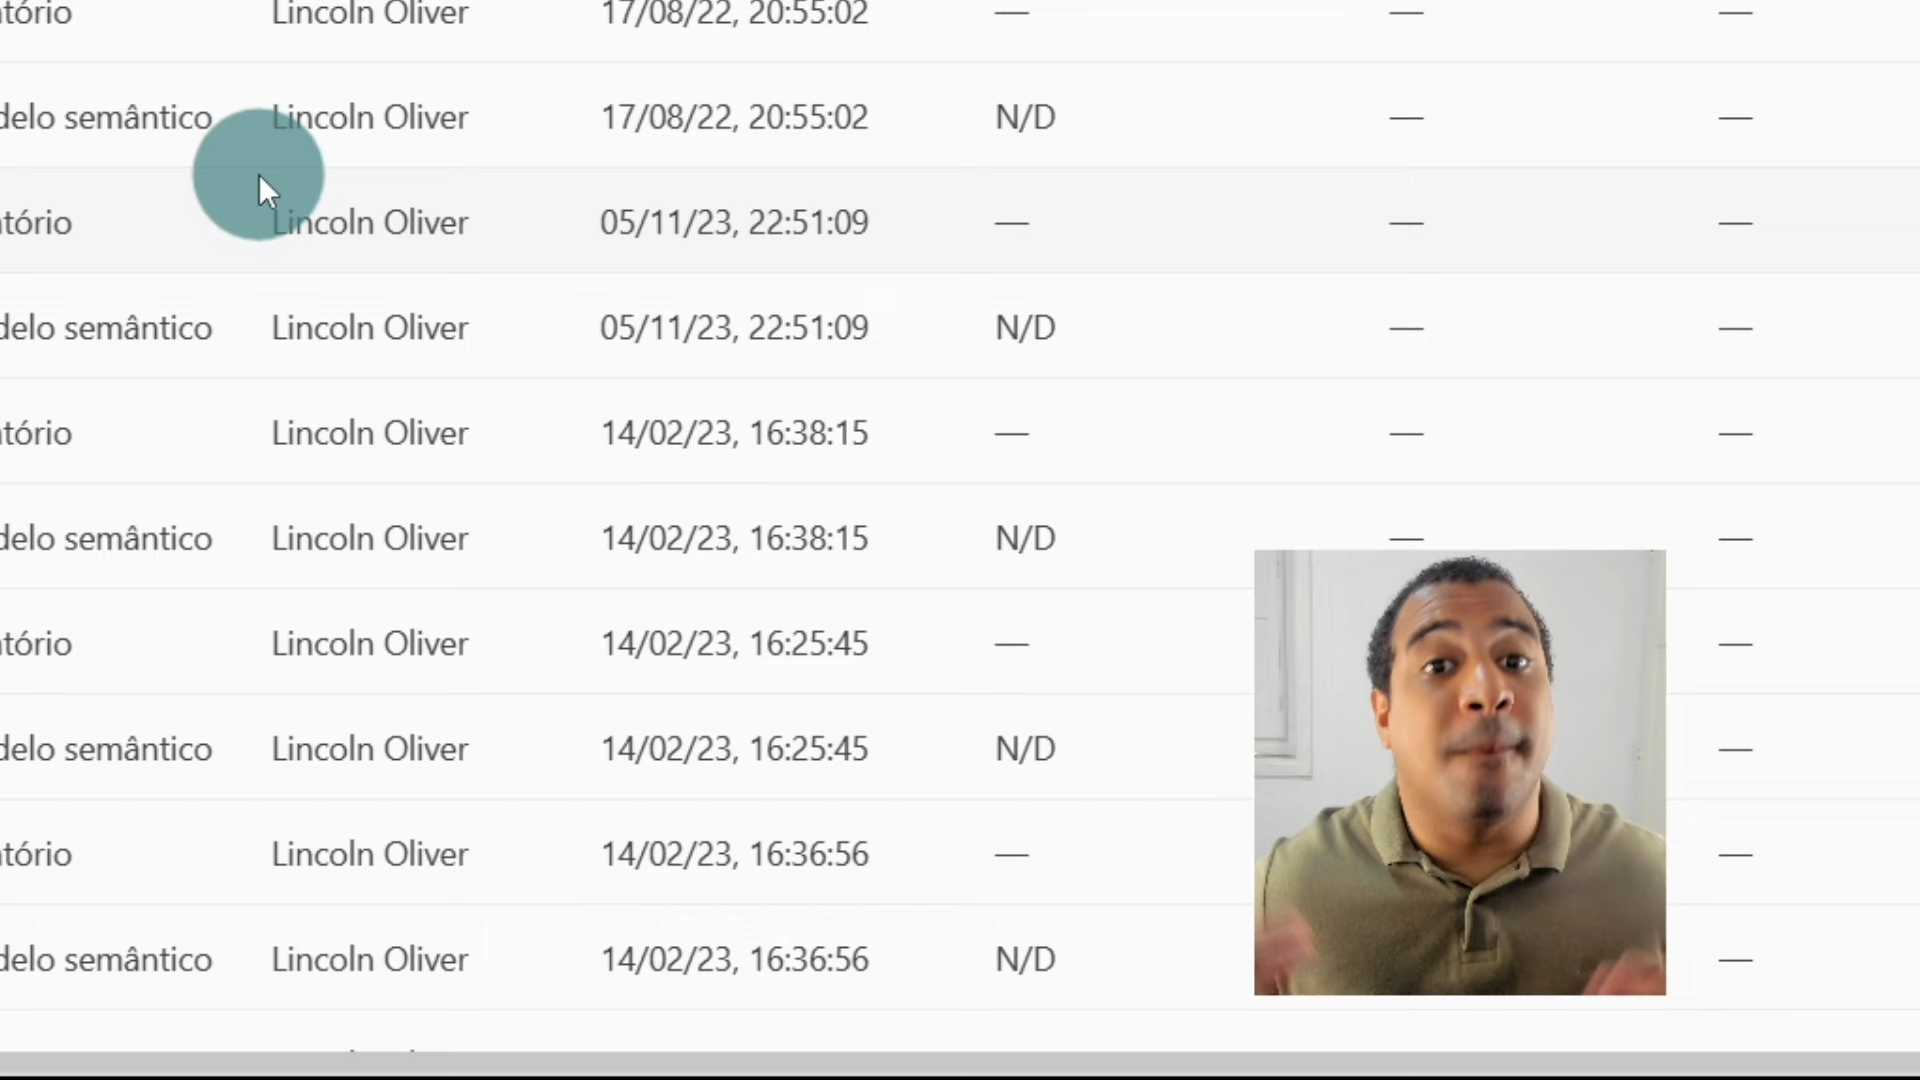 tório Lincoln Oliver 17/08/22, 20:55:02 — — —
delo semântico Lincoln Oliver 17/08/22, 20:55:02 N/D — —
tório Lincoln Oliver 05/11/23, 22:51:09 — — —
delo semântico Lincoln Oliver 05/11/23, 22:51:09 N/D — —
tório Lincoln Oliver 14/02/23, 16:38:15 — — —
delo semântico Lincoln Oliver 14/02/23, 16:38:15 N/D — —
tório Lincoln Oliver 14/02/23, 16:25:45 — —
delo semântico Lincoln Oliver 14/02/23, 16:25:45 N/D —
tório Lincoln Oliver 14/02/23, 16:36:56 — —
delo semântico Lincoln Oliver 14/02/23, 16:36:56 N/D —